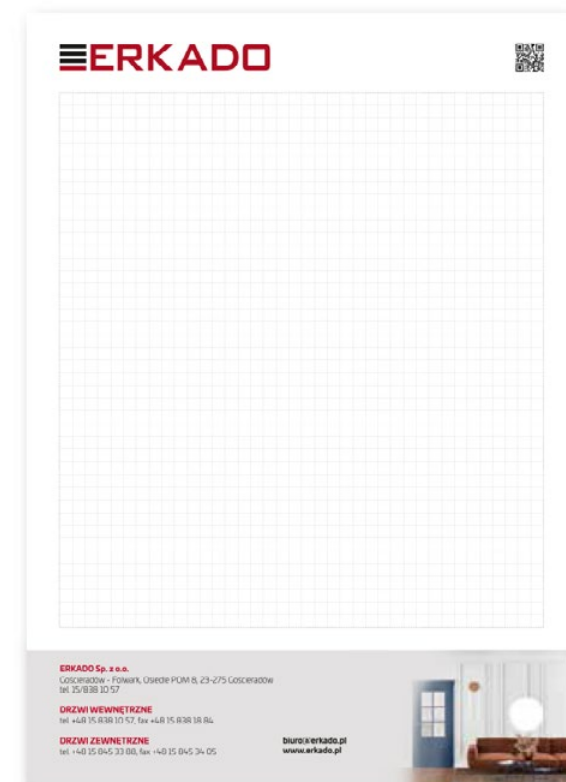 ERKADO
ERKADO Sp. z o.o.
Gościeradów - Folwark, Osiedle POM 8, 23-275 Gościeradów
tel. 15/838 10 57
DRZWI WEWNĘTRZNE
tel. +48 15 838 10 57, fax +48 15 838 18 84
DRZWI ZEWNĘTRZNE
tel. +48 15 845 33 88, fax +48 15 845 34 05
biuro@erkado.pl
www.erkado.pl